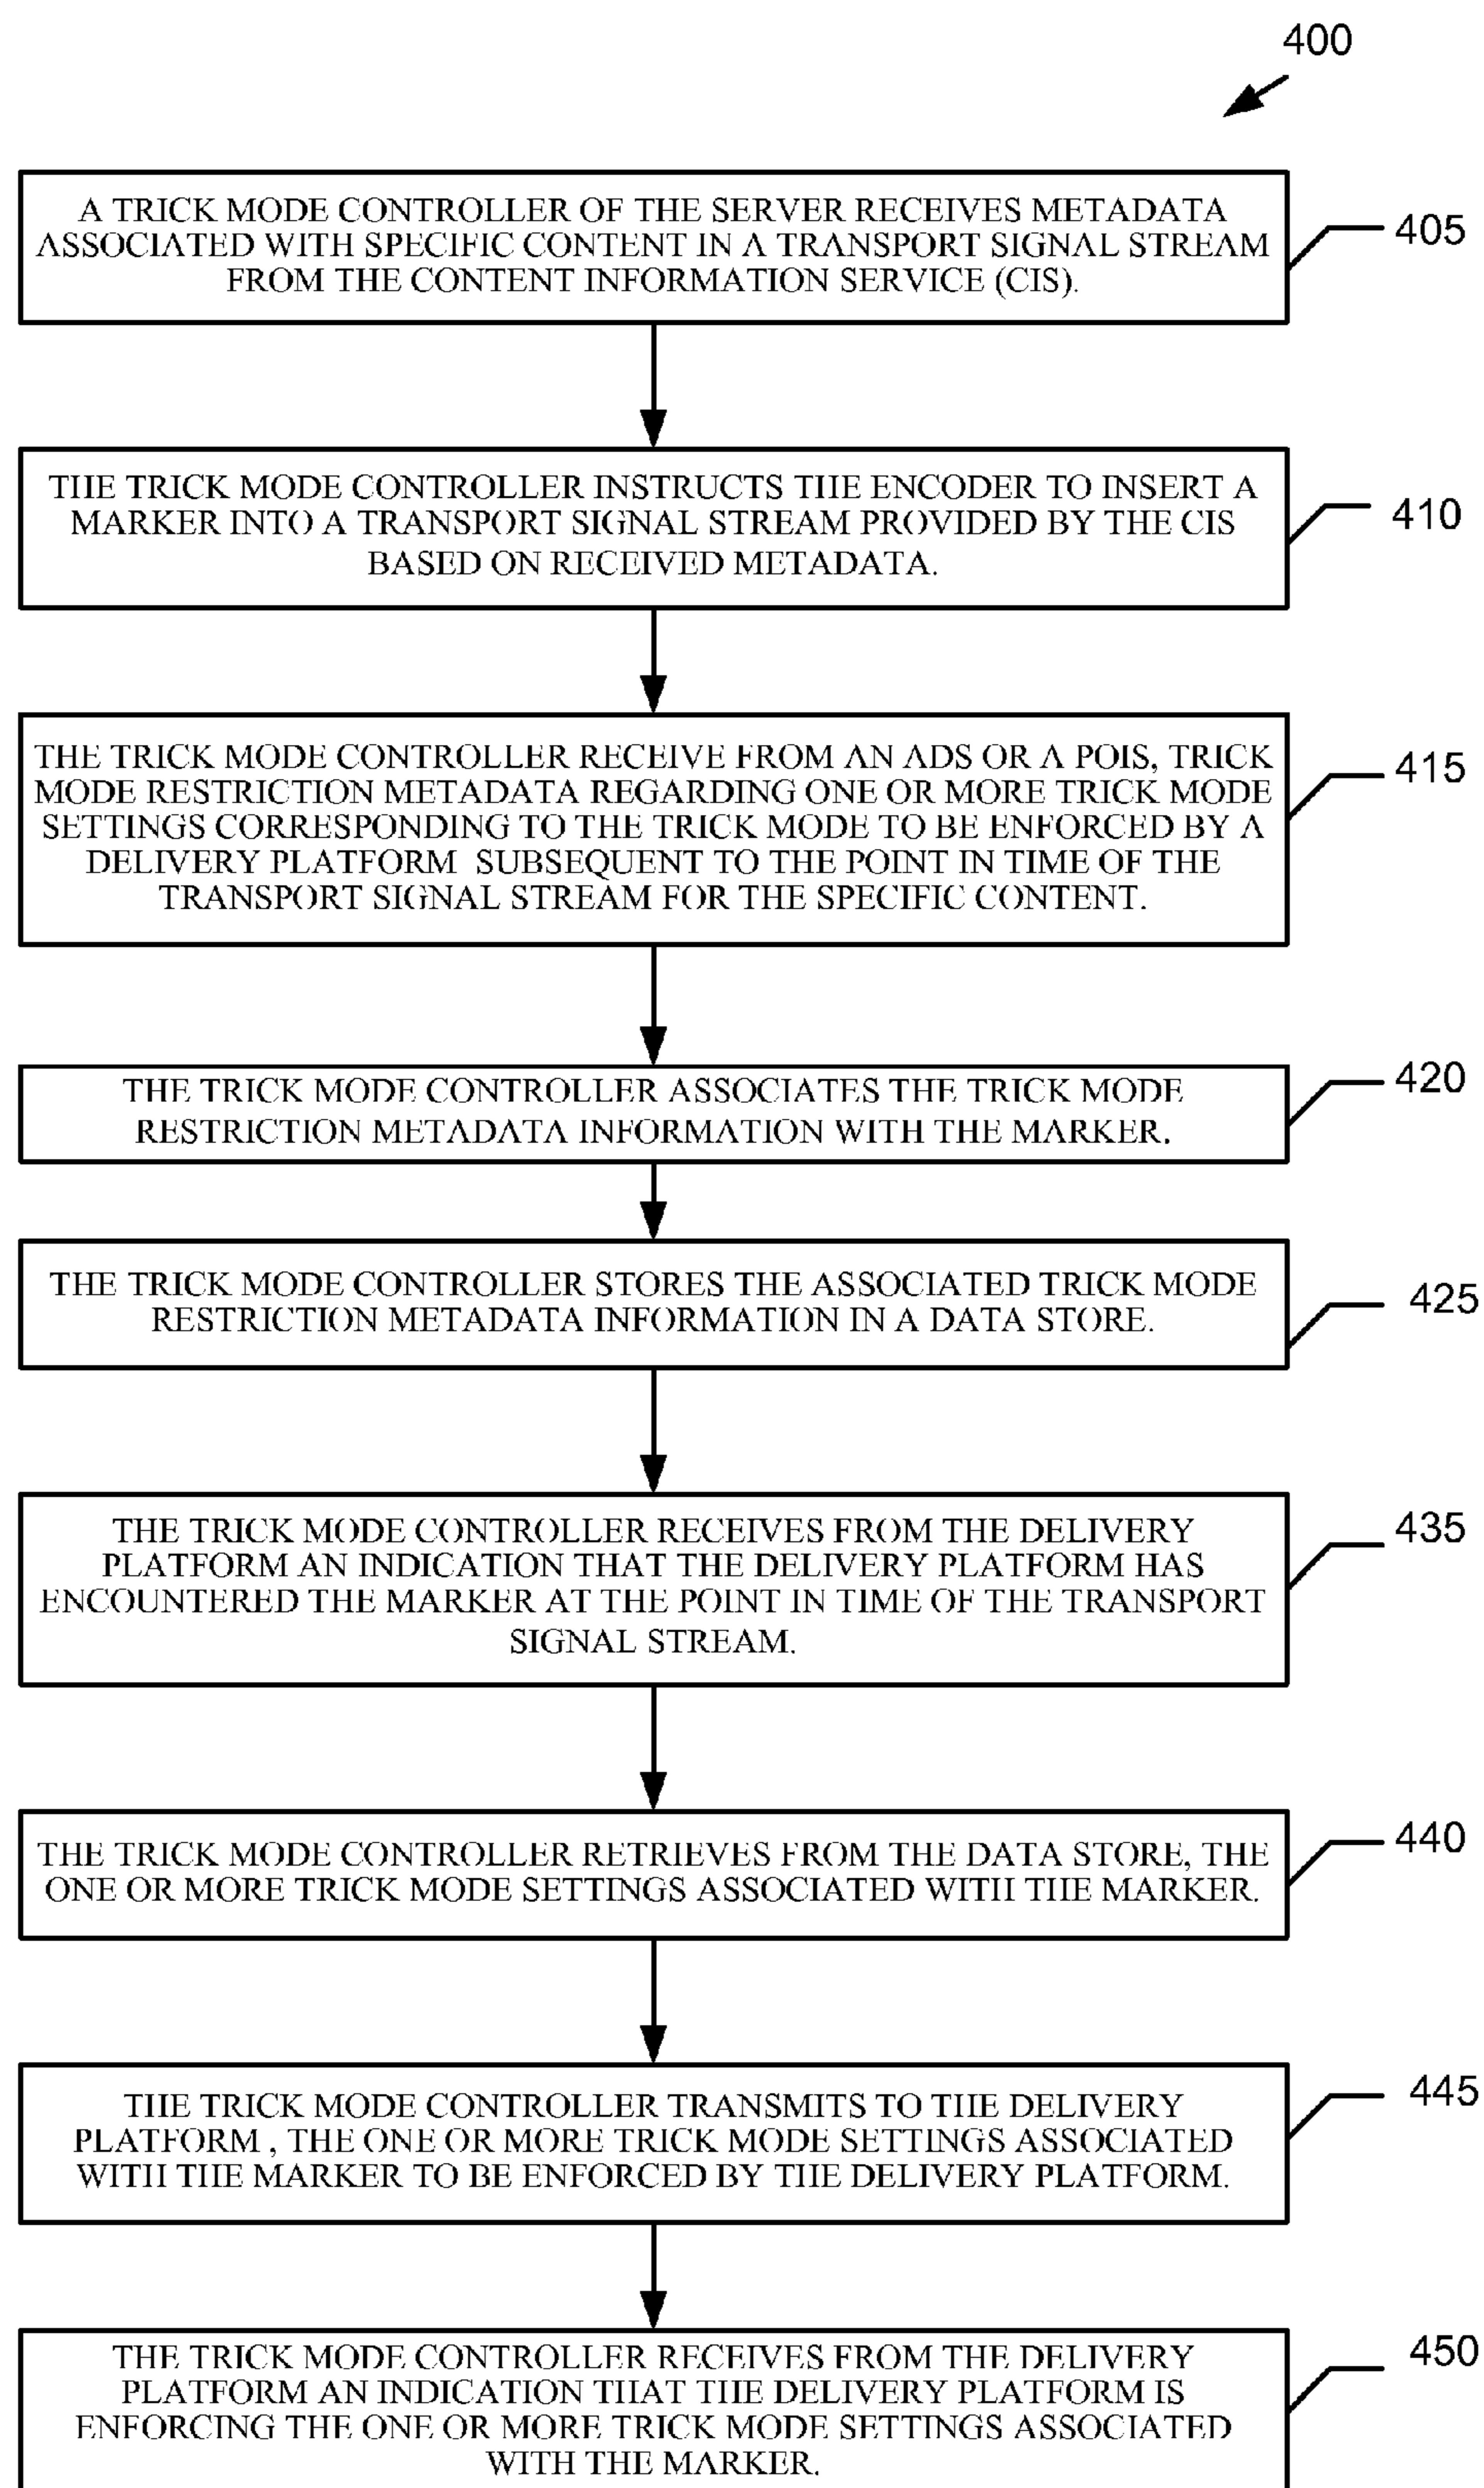 400
A TRICK MODE CONTROLLER OF THE SERVER RECEIVES METADATA
ASSOCIATED WITH SPECIFIC CONTENT IN A TRANSPORT SIGNAL STREAM
FROM THE CONTENT INFORMATION SERVICE (CIS).
405
THE TRICK MODE CONTROLLER INSTRUCTS THE ENCODER TO INSERT A
MARKER INTO A TRANSPORT SIGNAL STREAM PROVIDED BY THE CIS
BASED ON RECEIVED METADATA.
410
THE TRICK MODE CONTROLLER RECEIVE FROM AN ADS OR A POIS, TRICK
MODE RESTRICTION METADATA REGARDING ONE OR MORE TRICK MODE
SETTINGS CORRESPONDING TO THE TRICK MODE TO BE ENFORCED BY A
DELIVERY PLATFORM SUBSEQUENT TO THE POINT IN TIME OF THE
TRANSPORT SIGNAL STREAM FOR THE SPECIFIC CONTENT.
415
THE TRICK MODE CONTROLLER ASSOCIATES THE TRICK MODE
RESTRICTION METADATA INFORMATION WITH THE MARKER.
420
THE TRICK MODE CONTROLLER STORES THE ASSOCIATED TRICK MODE
RESTRICTION METADATA INFORMATION IN A DATA STORE.
425
THE TRICK MODE CONTROLLER RECEIVES FROM THE DELIVERY
PLATFORM AN INDICATION THAT THE DELIVERY PLATFORM HAS
ENCOUNTERED THE MARKER AT THE POINT IN TIME OF THE TRANSPORT
SIGNAL STREAM.
435
THE TRICK MODE CONTROLLER RETRIEVES FROM THE DATA STORE, THE
ONE OR MORE TRICK MODE SETTINGS ASSOCIATED WITH THE MARKER.
440
THE TRICK MODE CONTROLLER TRANSMITS TO THE DELIVERY
PLATFORM , THE ONE OR MORE TRICK MODE SETTINGS ASSOCIATED
WITH THE MARKER TO BE ENFORCED BY THE DELIVERY PLATFORM.
445
THE TRICK MODE CONTROLLER RECEIVES FROM THE DELIVERY
PLATFORM AN INDICATION THAT THE DELIVERY PLATFORM IS
ENFORCING THE ONE OR MORE TRICK MODE SETTINGS ASSOCIATED
WITH THE MARKER.
450